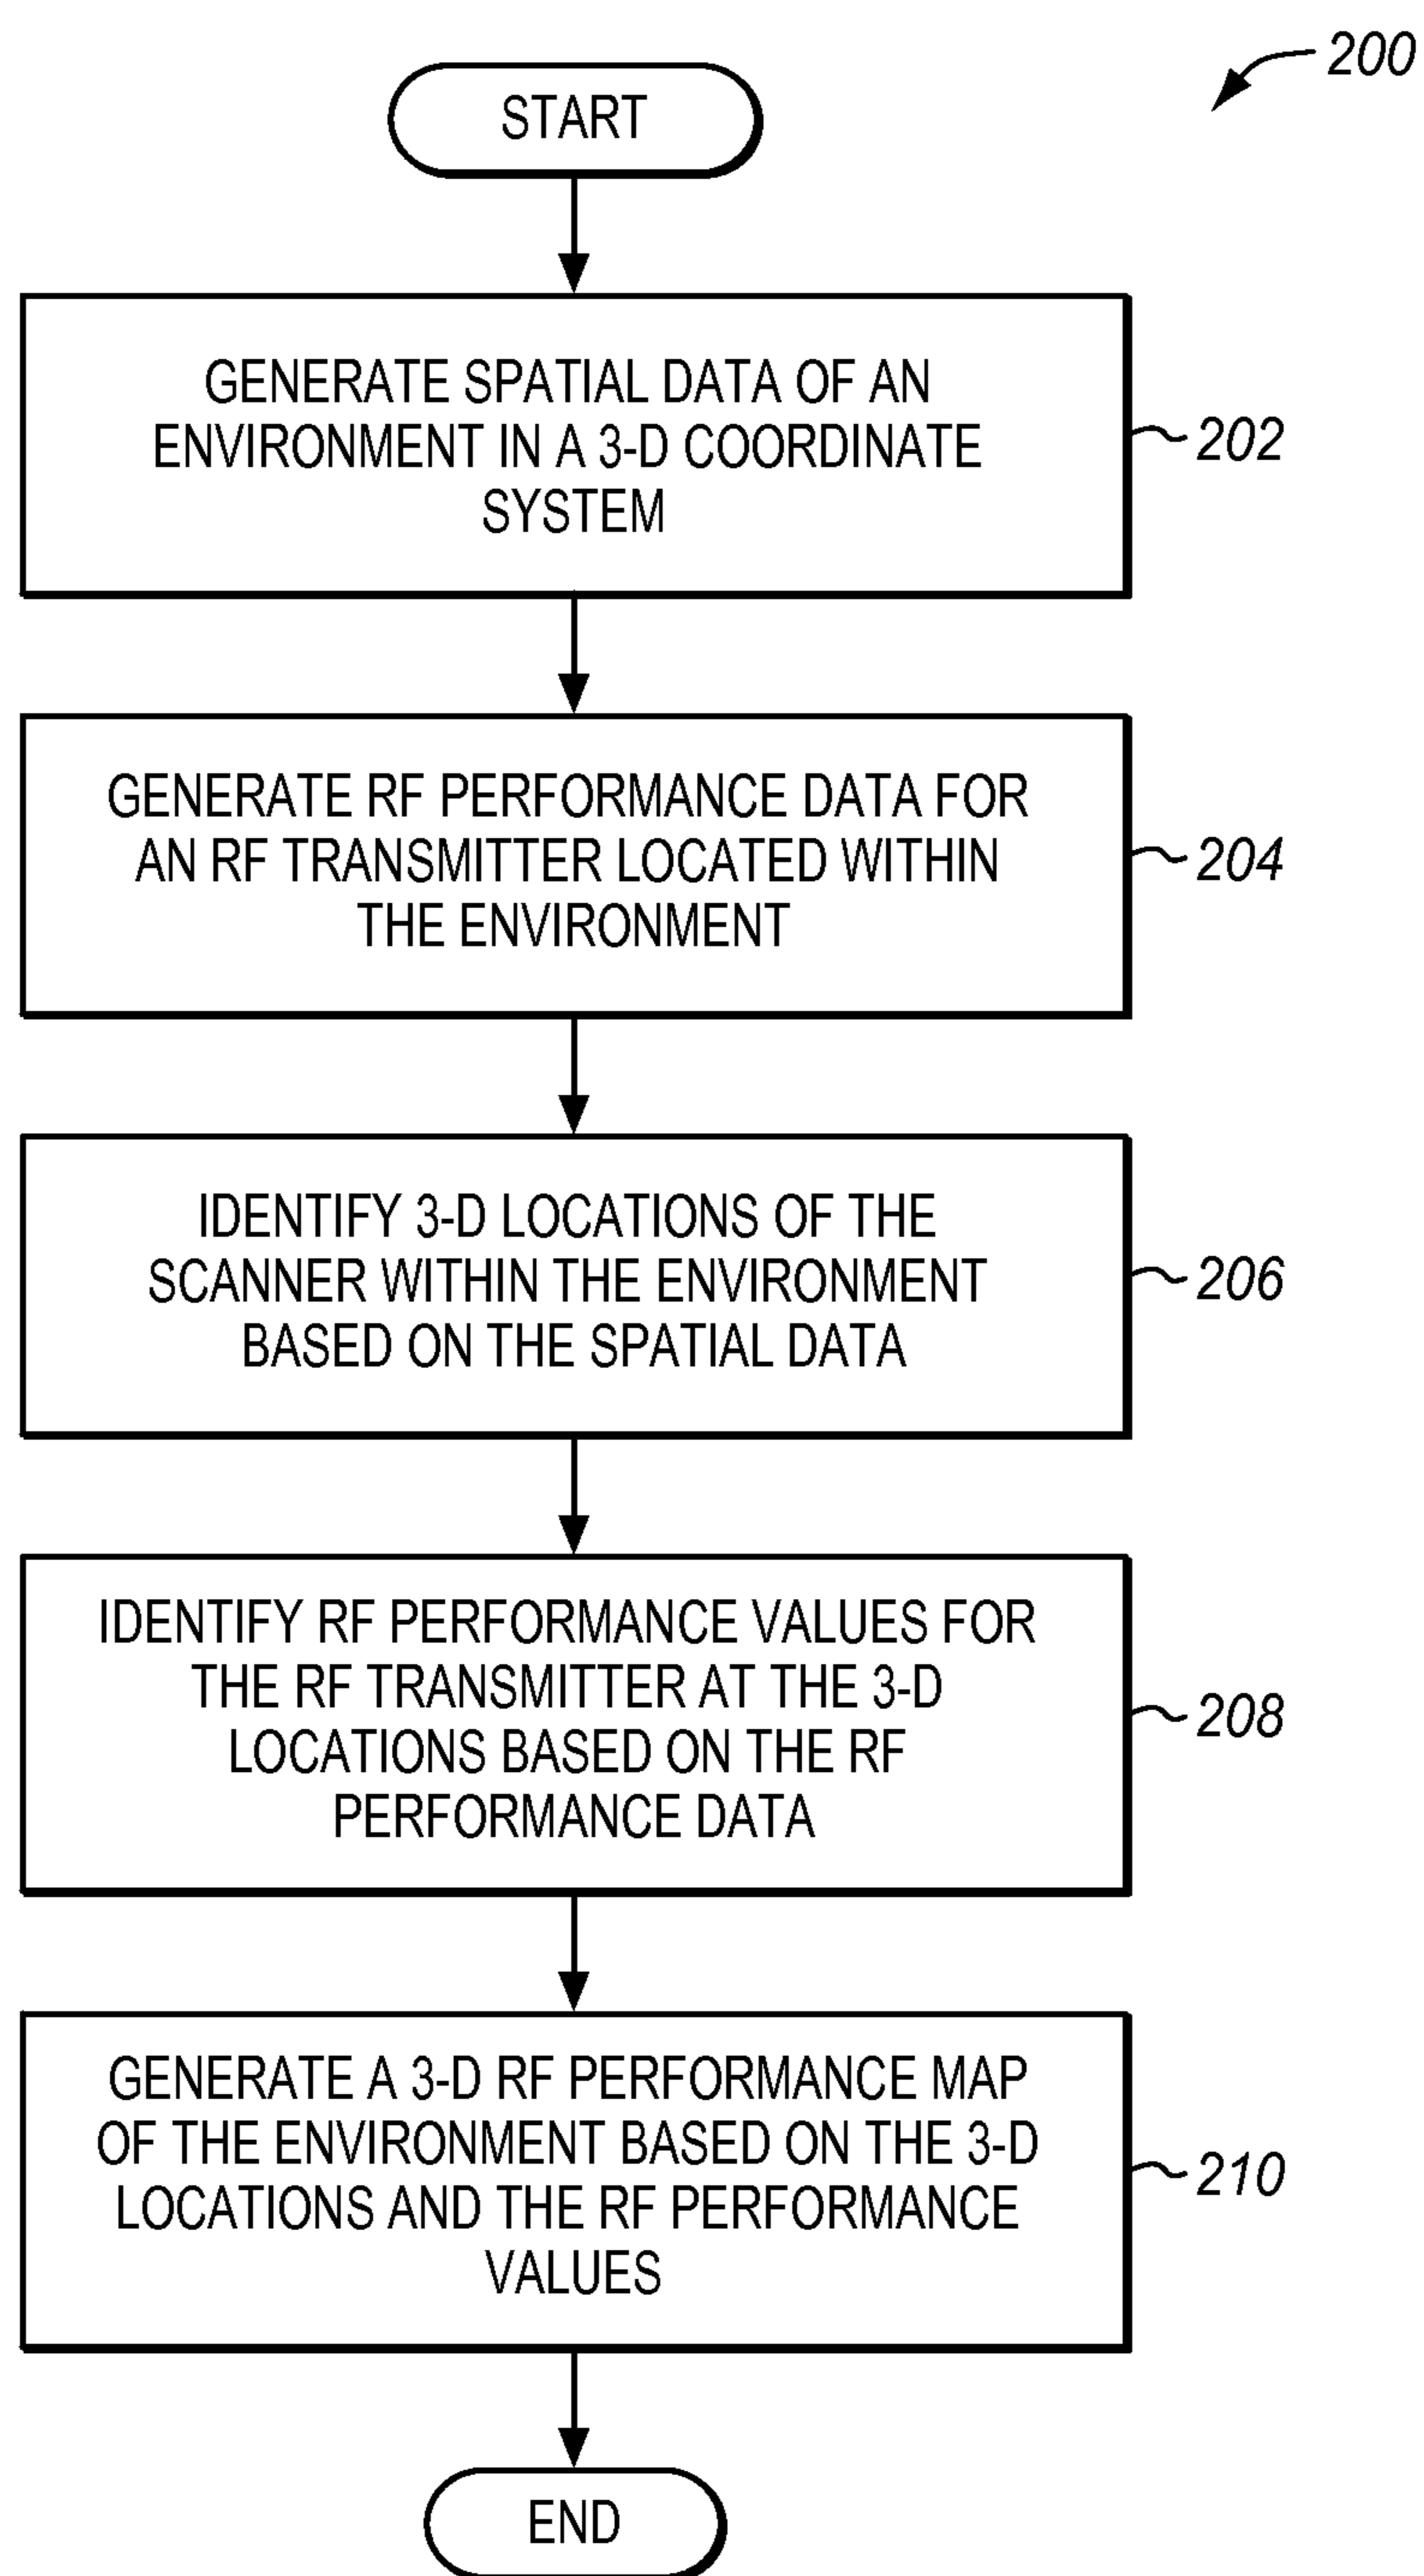 200
START
GENERATE SPATIAL DATA OF AN
ENVIRONMENT IN A 3-D COORDINATE
SYSTEM
202
GENERATE RF PERFORMANCE DATA FOR
AN RF TRANSMITTER LOCATED WITHIN
THE ENVIRONMENT
204
IDENTIFY 3-D LOCATIONS OF THE
SCANNER WITHIN THE ENVIRONMENT
BASED ON THE SPATIAL DATA
206
IDENTIFY RF PERFORMANCE VALUES FOR
THE RF TRANSMITTER AT THE 3-D
LOCATIONS BASED ON THE RF
PERFORMANCE DATA
208
GENERATE A 3-D RF PERFORMANCE MAP
OF THE ENVIRONMENT BASED ON THE 3-D
LOCATIONS AND THE RF PERFORMANCE
VALUES
210
END